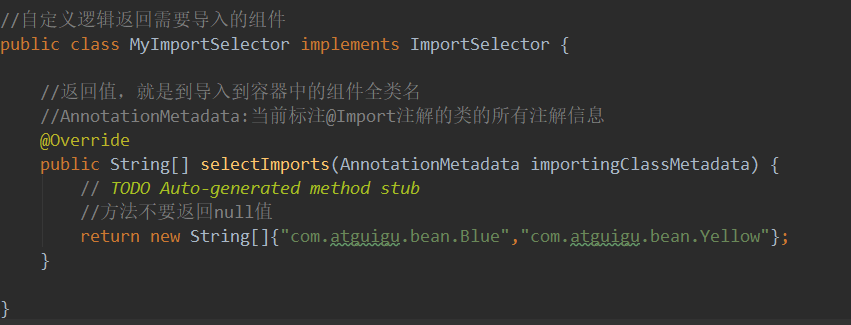 //自定义逻辑返回需要导入的组件
public class MyImportSelector implements ImportSelector {
//返回值，就是到导入到容器中的组件全类名
//AnnotationMetadata:当前标注@Import注解的类的所有注解信息
@Override
public String[] selectImports(AnnotationMetadata importingClassMetadata) {
// TODO Auto-generated method stub
//方法不要返回null值
return new String[]{"com.atguigu.bean.Blue","com.atguigu.bean.Yellow"};
}
}